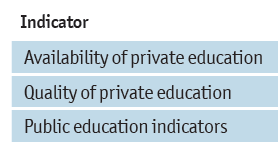 Indicator
Availability of private education
Quality of private education
Public education indicators